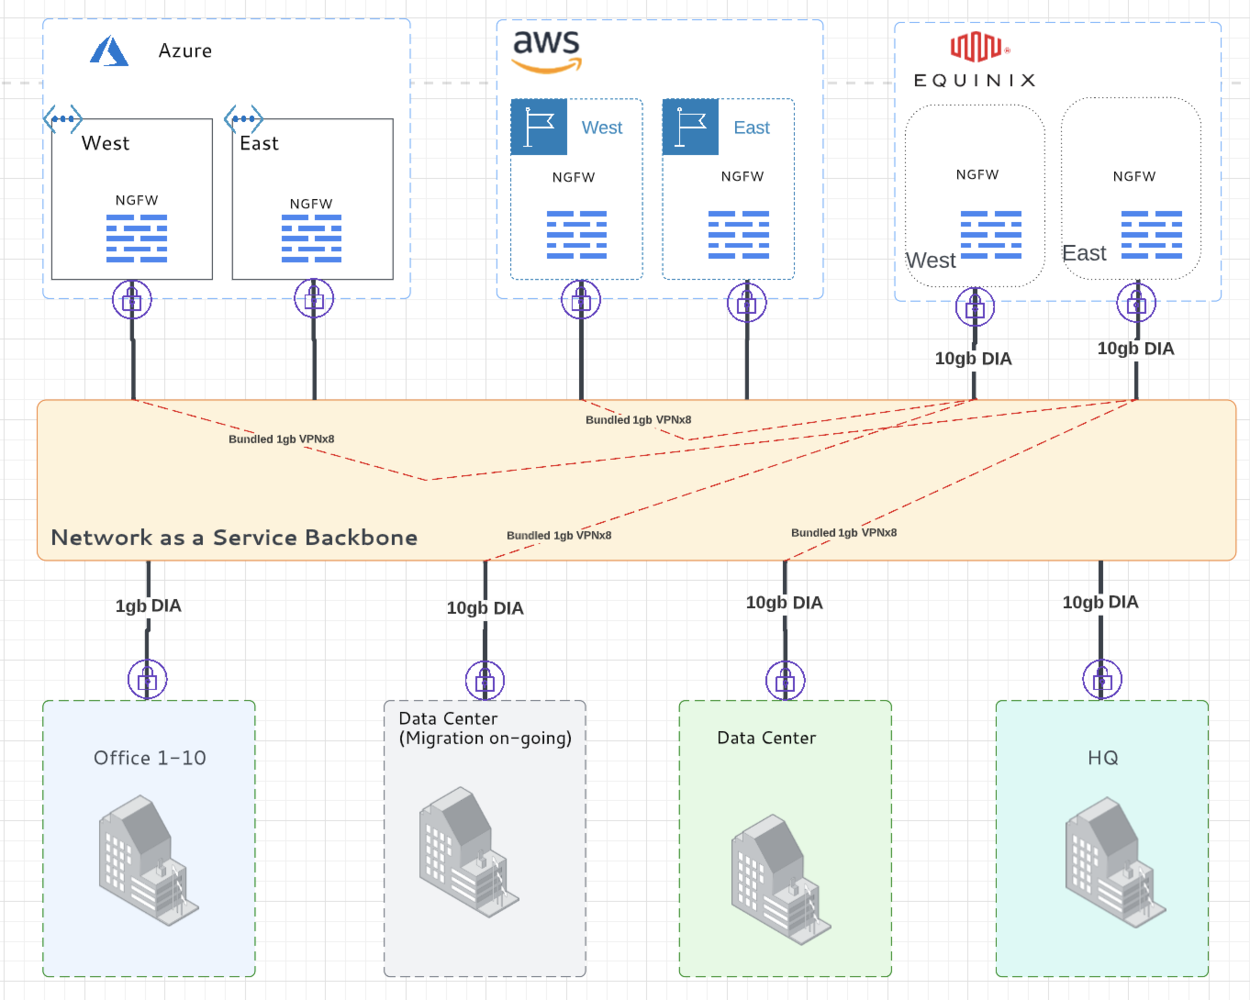 Azure
aws
EQUINIX
West
East
West
East
NGFW
NGFW
NGFW
NGFW
NGFW
NGFW
West
East
10gb DIA
10gb DIA
Bundled 1gb VPNx8
Bundled 1gb VPNx8
Bundled 1gb VPNx8
Bundled 1gb VPNx8
Network as a Service Backbone
1gb DIA
10gb DIA
10gb DIA
10gb DIA
Office 1-10
Data Center
(Migration on-going)
Data Center
HQ